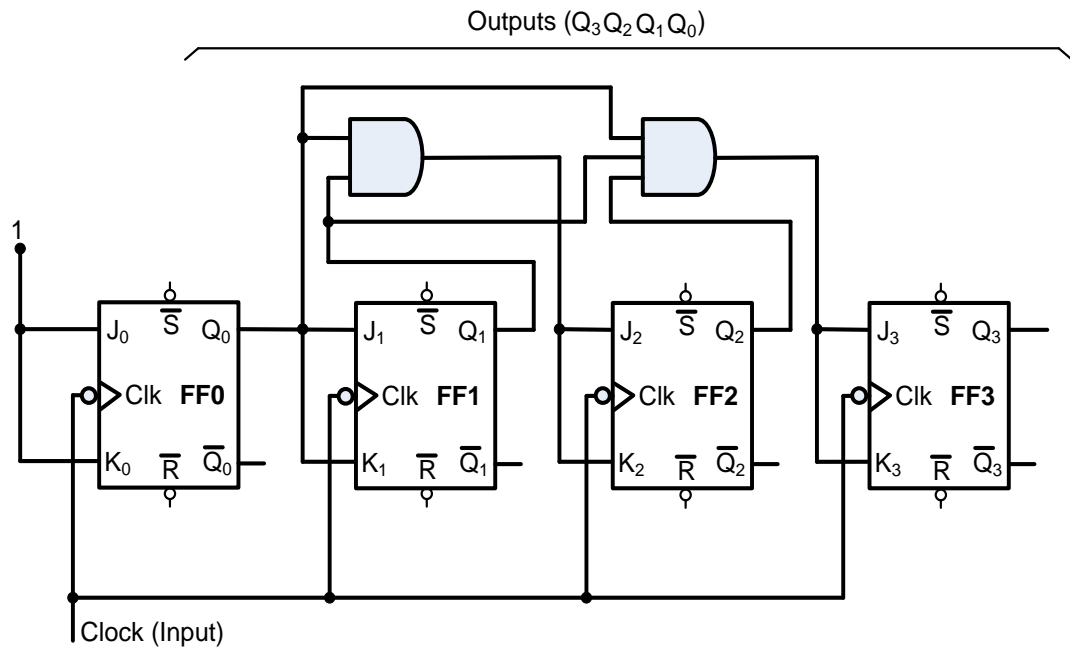 Outputs (Q₃Q₂Q₁Q₀)
1
J₀ S̅ Q₀ J₁ S̅ Q₁ J₂ S̅ Q₂ J₃ S̅ Q₃
Clk FF0 Clk FF1 Clk FF2 Clk FF3
K₀ R̅ Q̅₀ K₁ R̅ Q̅₁ K₂ R̅ Q̅₂ K₃ R̅ Q̅₃
Clock (Input)